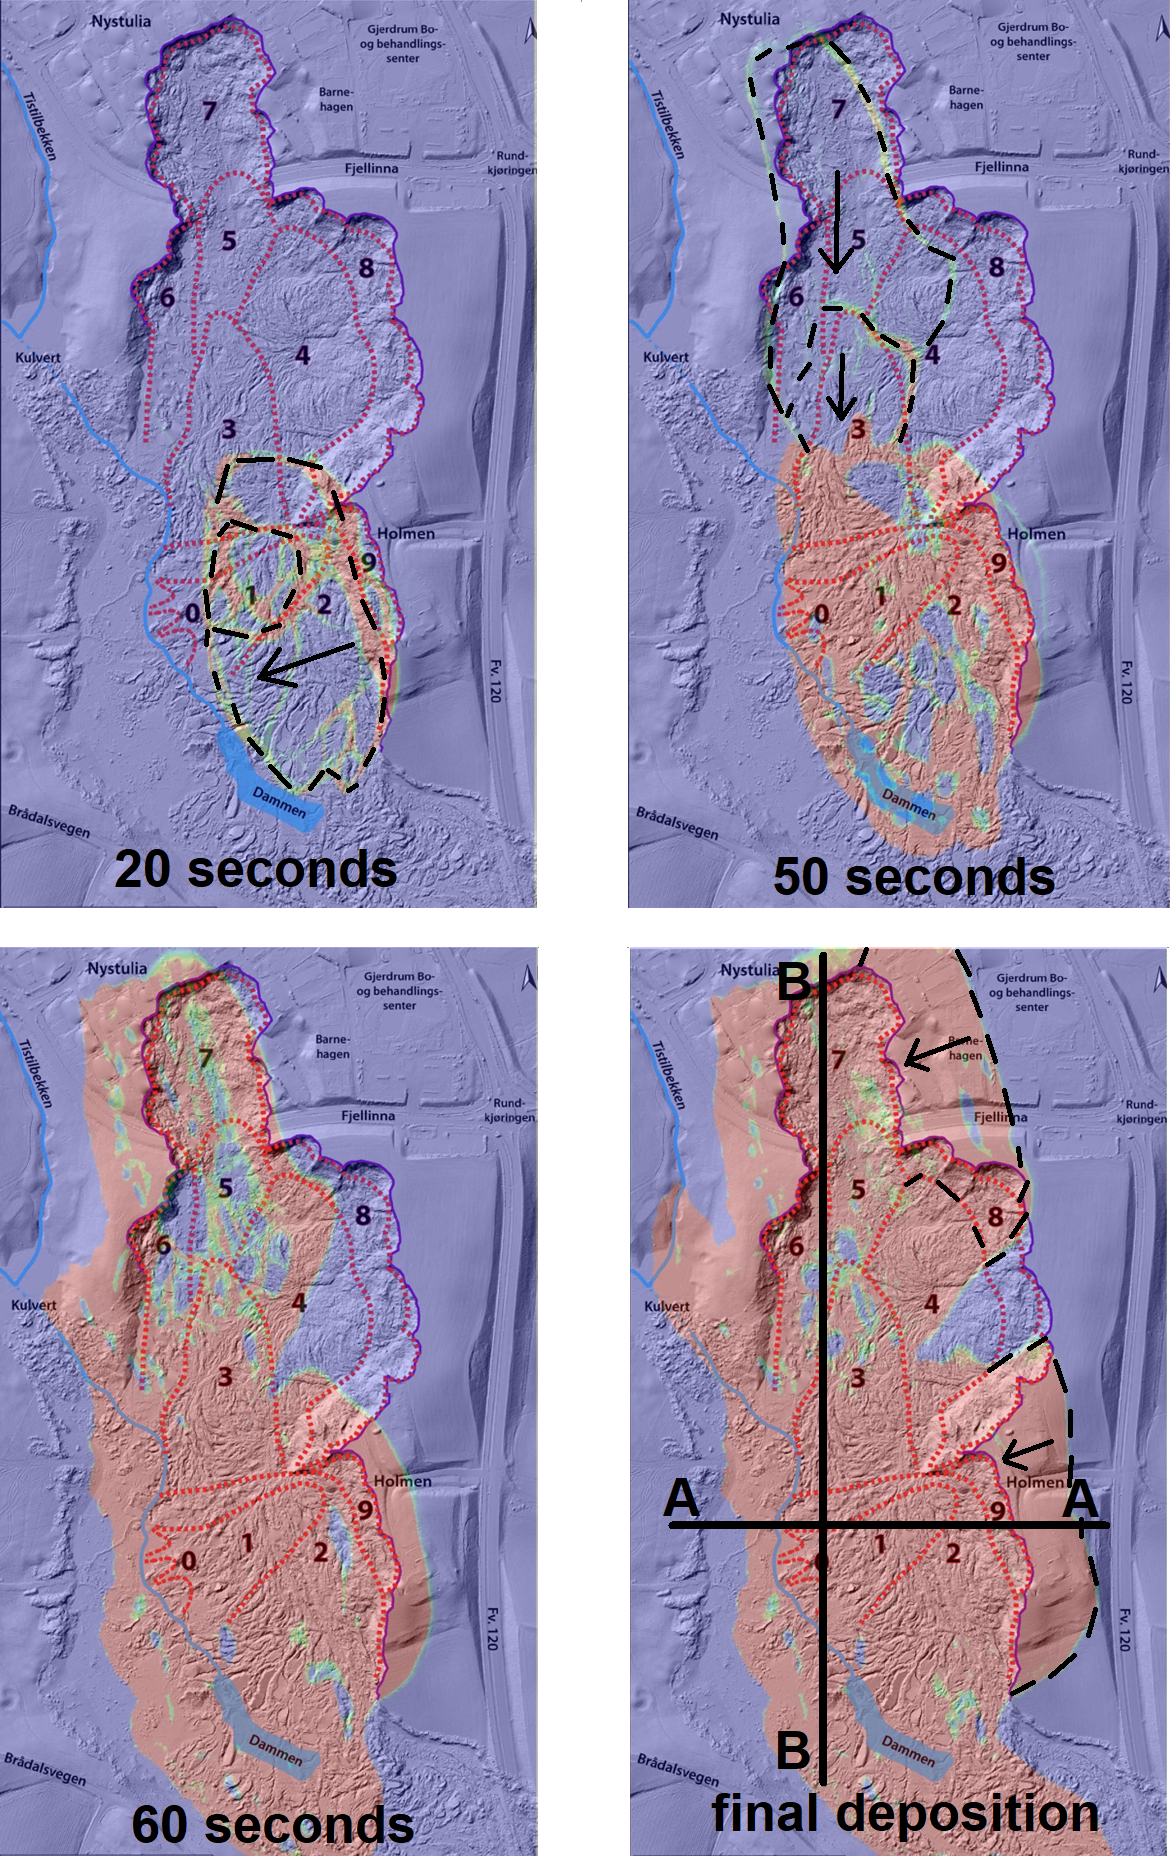 Nystulia
Gjerdrum Bo-
og behandlings-
senter
Barne-
hagen
Tistilbekken
Fjellinna
Rund-
kjøringen
7
5
8
6
Kulvert
4
3
Holmen
9
1
2
0
Fv. 120
Dammen
Brådalsvegen
20 seconds
Nystulia
Gjerdrum Bo-
og behandlings-
senter
Barne-
hagen
Tistilbekken
Fjellinna
Rund-
kjøringen
7
5
8
6
Kulvert
4
3
Holmen
9
1
2
0
Fv. 120
Dammen
Brådalsvegen
50 seconds
Nystulia
Gjerdrum Bo-
og behandlings-
senter
Barne-
hagen
Tistilbekken
Fjellinna
Rund-
kjøringen
7
5
8
6
Kulvert
4
3
Holmen
9
1
2
0
Fv. 120
Dammen
Brådalsvegen
60 seconds
Nystulia
B
Gjerdrum Bo-
og behandlings-
senter
Barne-
hagen
Tistilbekken
Fjellinna
Rund-
kjøringen
7
5
8
6
Kulvert
4
3
Holmen
A
A
9
1
2
0
Fv. 120
Dammen
B
Brådalsvegen
final deposition